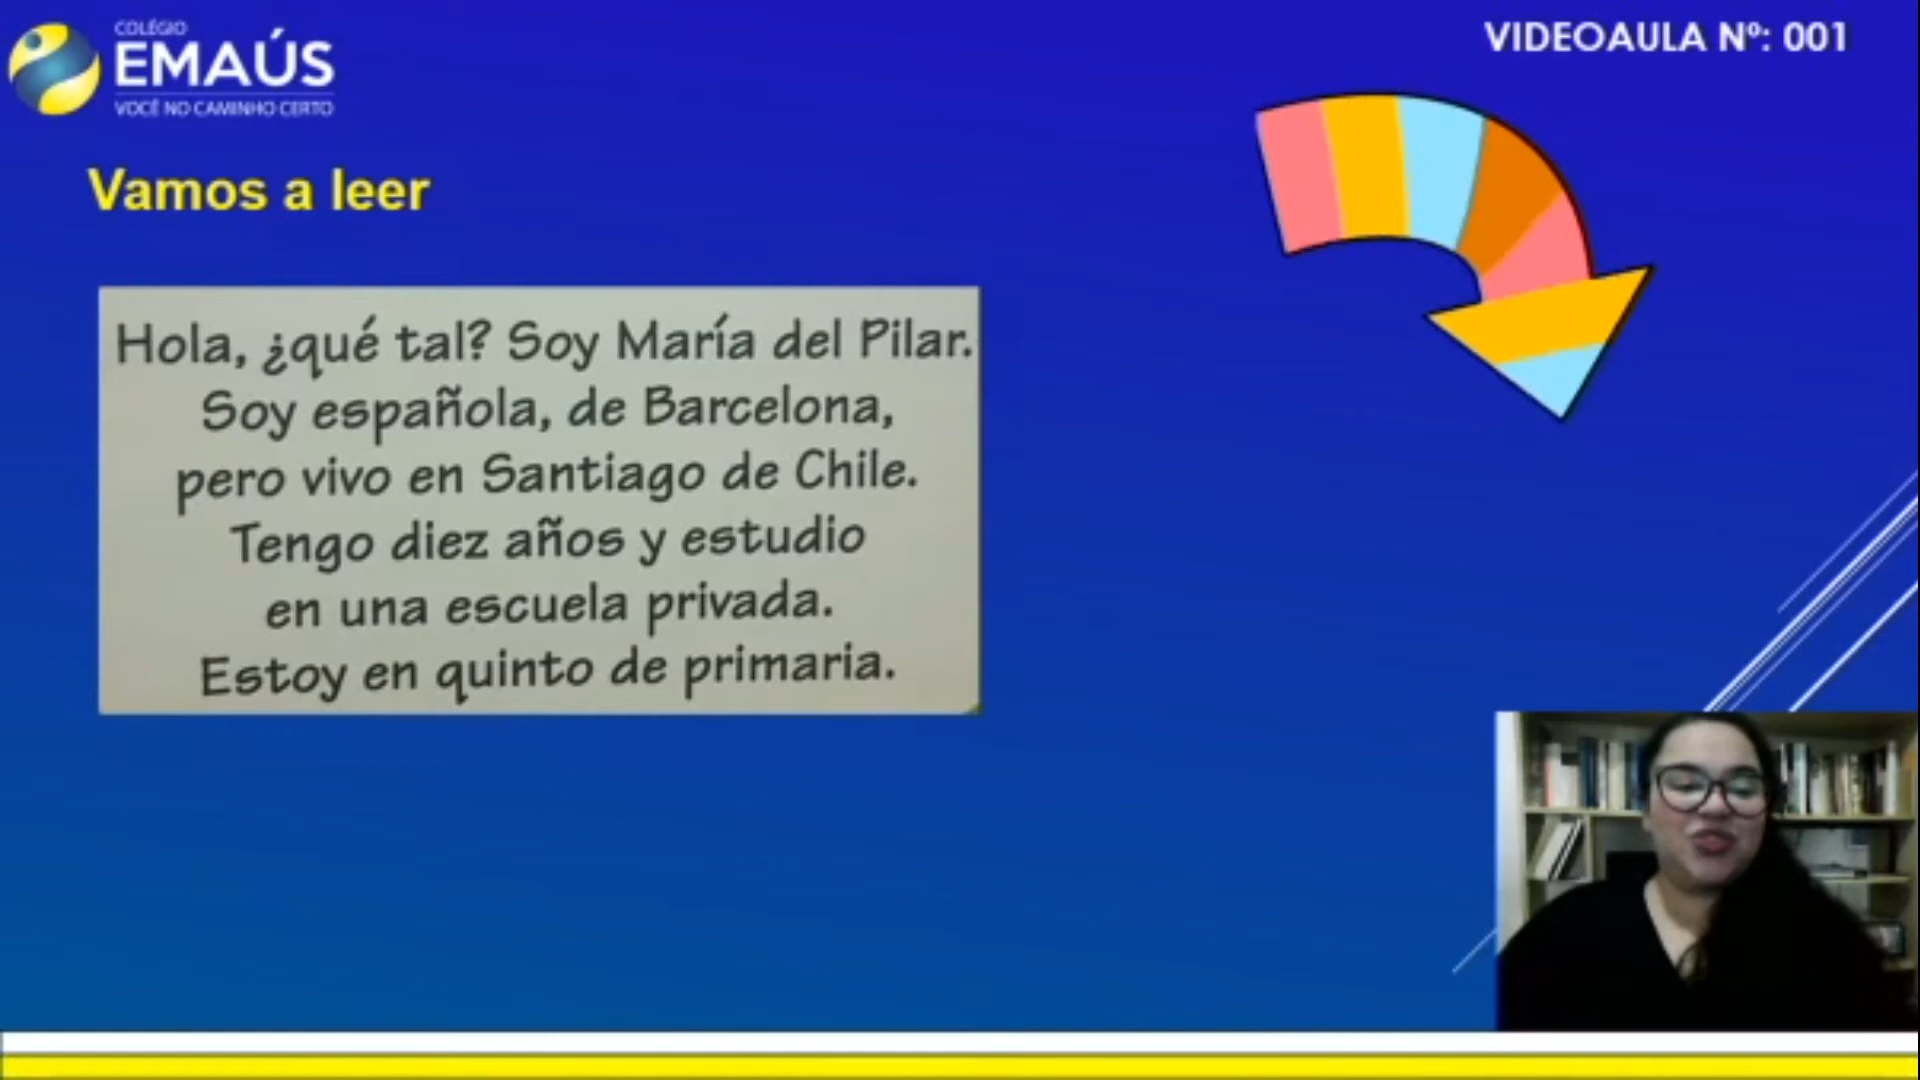 COLÉGIO
EMAÚS
VOCÊ NO CAMINHO CERTO
VIDEOAULA Nº: 001
Vamos a leer
Hola, ¿qué tal? Soy María del Pilar.
Soy española, de Barcelona,
pero vivo en Santiago de Chile.
Tengo diez años y estudio
en una escuela privada.
Estoy en quinto de primaria.